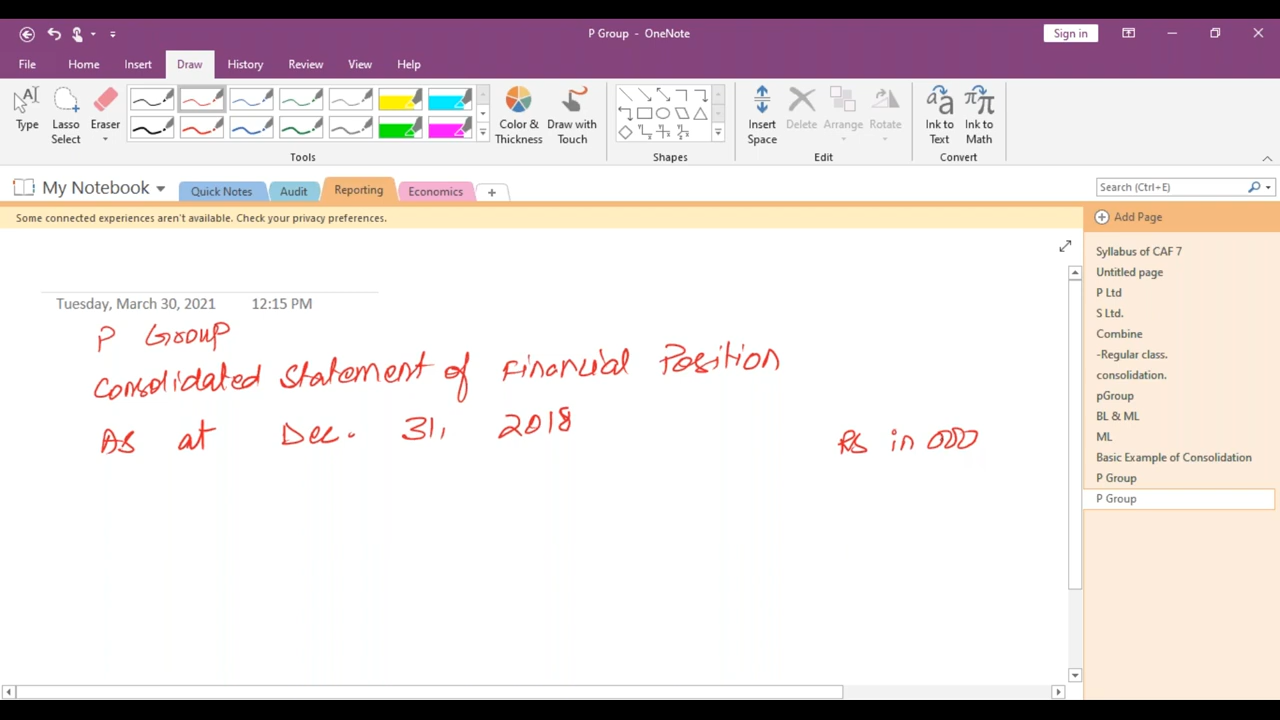 P Group - OneNote
Sign in
File Home Insert Draw History Review View Help
Type
Lasso Select
Eraser
Color & Thickness
Draw with Touch
Insert Space
Delete
Arrange
Rotate
Ink to Text
Ink to Math
Tools
Shapes
Edit
Convert
My Notebook
Quick Notes Audit Reporting Economics
Search (Ctrl+E)
Some connected experiences aren't available. Check your privacy preferences.
Add Page
Syllabus of CAF 7
Untitled page
P Ltd
S Ltd.
Combine
-Regular class.
consolidation.
pGroup
BL & ML
ML
Basic Example of Consolidation
P Group
P Group
Tuesday, March 30, 2021 12:15 PM
P Group
Consolidated Statement of Financial Position
As at Dec. 31, 2018
Rs in 000